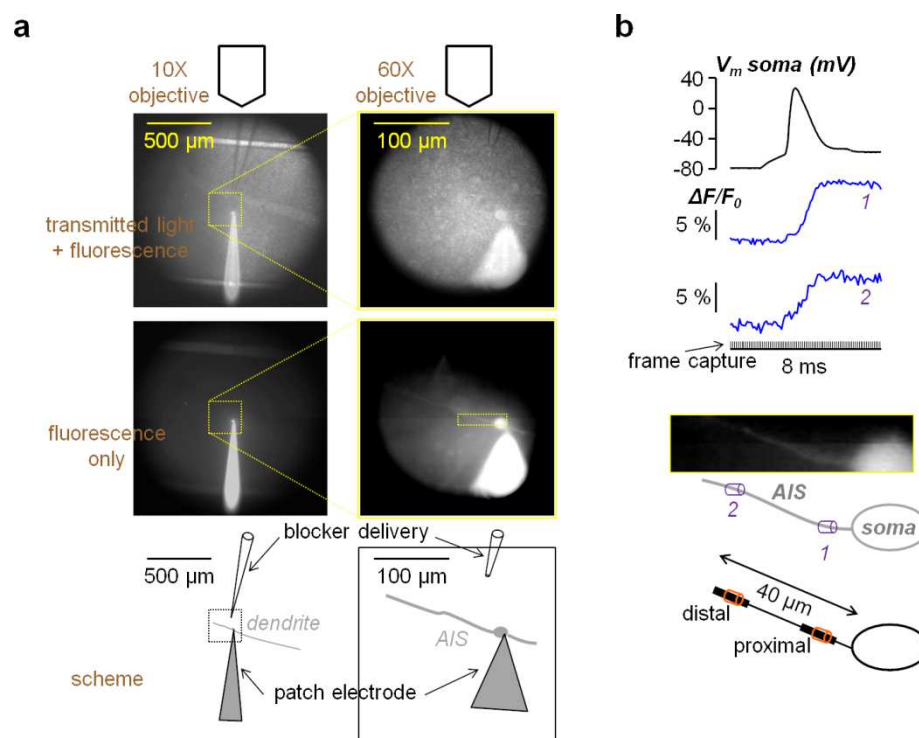 a
10X
objective
60X
objective
500 µm
100 µm
transmitted light
+ fluorescence
fluorescence
only
blocker delivery
500 µm
100 µm
dendrite
AIS
scheme
patch electrode
b
Vm soma (mV)
40
0
-40
-80
ΔF/F0
5 %
1
5 %
2
frame capture
8 ms
AIS
soma
2
1
40 µm
distal
proximal